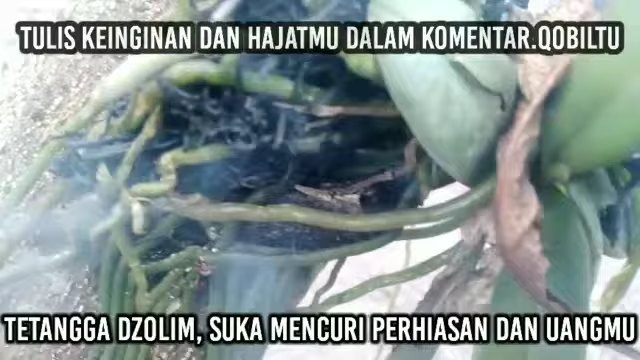 TULIS KEINGINAN DAN HAJATMU DALAM KOMENTAR.QOBILTU
TETANGGA DZOLIM, SUKA MENCURI PERHIASAN DAN UANGMU